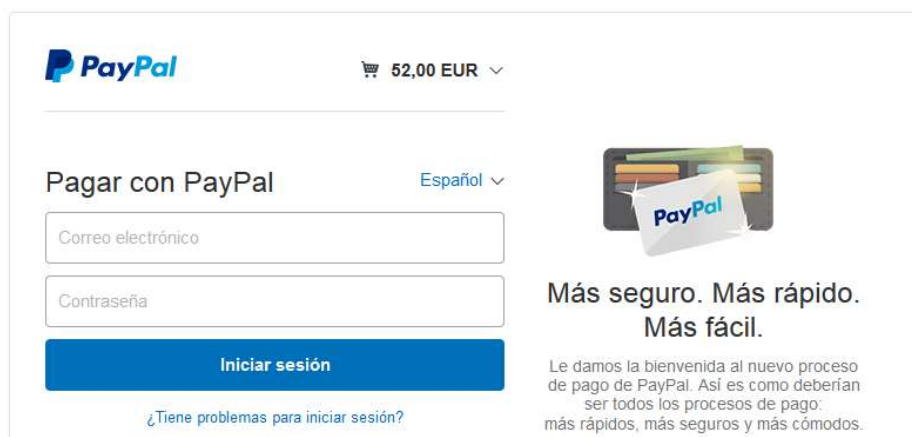 PayPal
52,00 EUR
Pagar con PayPal
Español
Correo electrónico
Contraseña
Iniciar sesión
¿Tiene problemas para iniciar sesión?
PayPal
Más seguro. Más rápido.
Más fácil.
Le damos la bienvenida al nuevo proceso
de pago de PayPal. Así es como deberían
ser todos los procesos de pago:
más rápidos, más seguros y más cómodos.